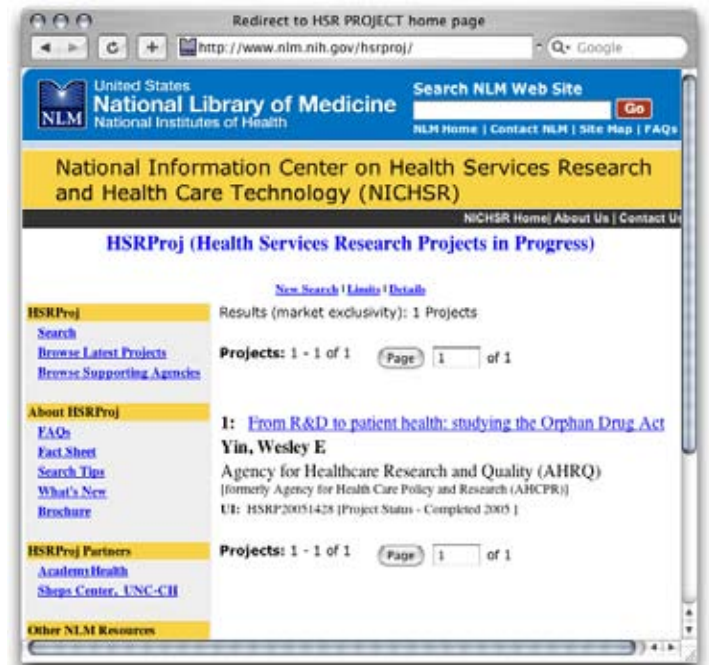 Redirect to HSR PROJECT home page
http://www.nlm.nih.gov/hsrproj/
Google
United States
National Library of Medicine
National Institutes of Health
NLM
Search NLM Web Site
Go
NLM Home | Contact NLM | Site Map | FAQs
National Information Center on Health Services Research
and Health Care Technology (NICHSR)
NICHSR Home| About Us | Contact Us
HSRProj (Health Services Research Projects in Progress)
New Search | Limits | Details
HSRProj
Search
Browse Latest Projects
Browse Supporting Agencies
About HSRProj
FAQs
Fact Sheet
Search Tips
What's New
Brochure
HSRProj Partners
AcademyHealth
Sheps Center, UNC-CH
Other NLM Resources
Results (market exclusivity): 1 Projects
Projects: 1 - 1 of 1 Page 1 of 1
1: From R&D to patient health: studying the Orphan Drug Act
Yin, Wesley E
Agency for Healthcare Research and Quality (AHRQ)
[formerly Agency for Health Care Policy and Research (AHCPR)]
UI: HSRP20051428 [Project Status - Completed 2005 ]
Projects: 1 - 1 of 1 Page 1 of 1